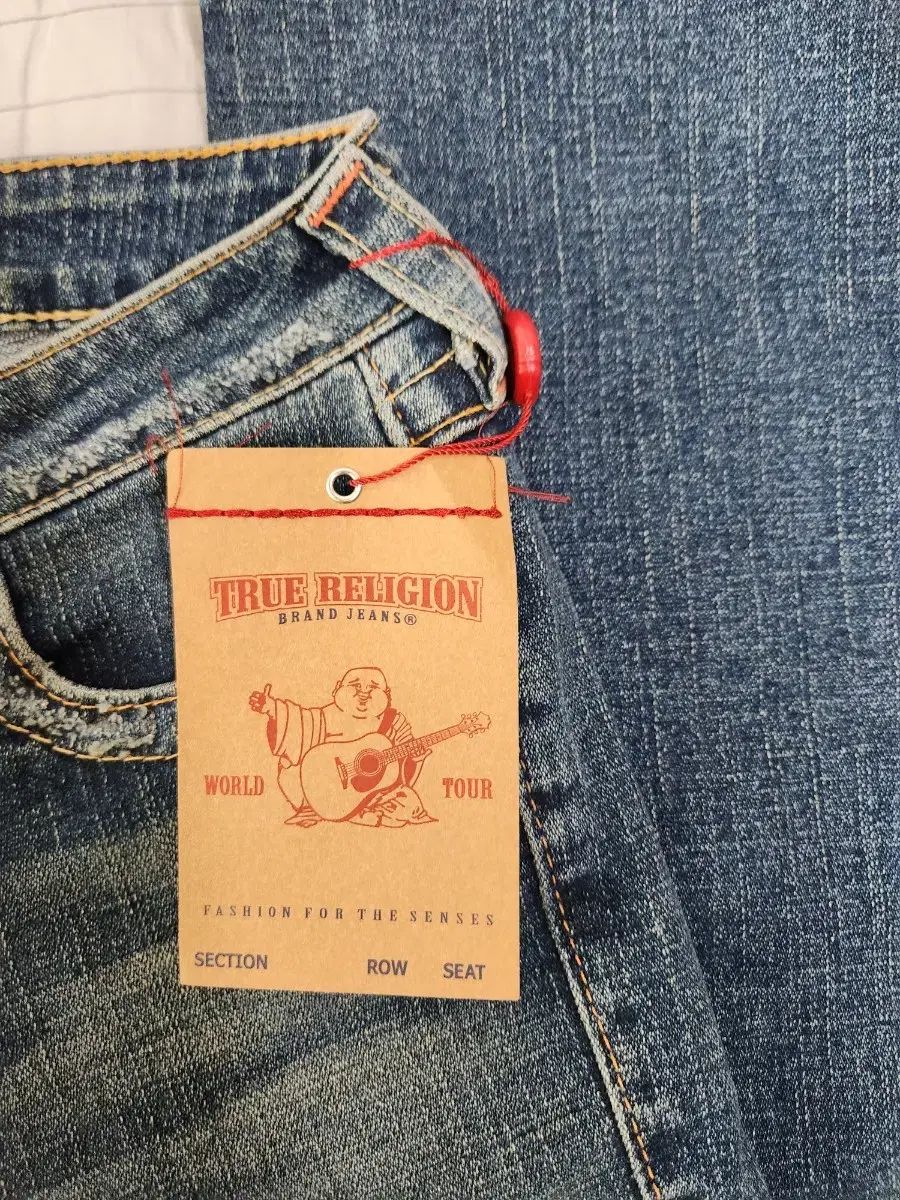 TRUE RELIGION
BRAND JEANS®
WORLD TOUR
FASHION FOR THE SENSES
SECTION ROW SEAT